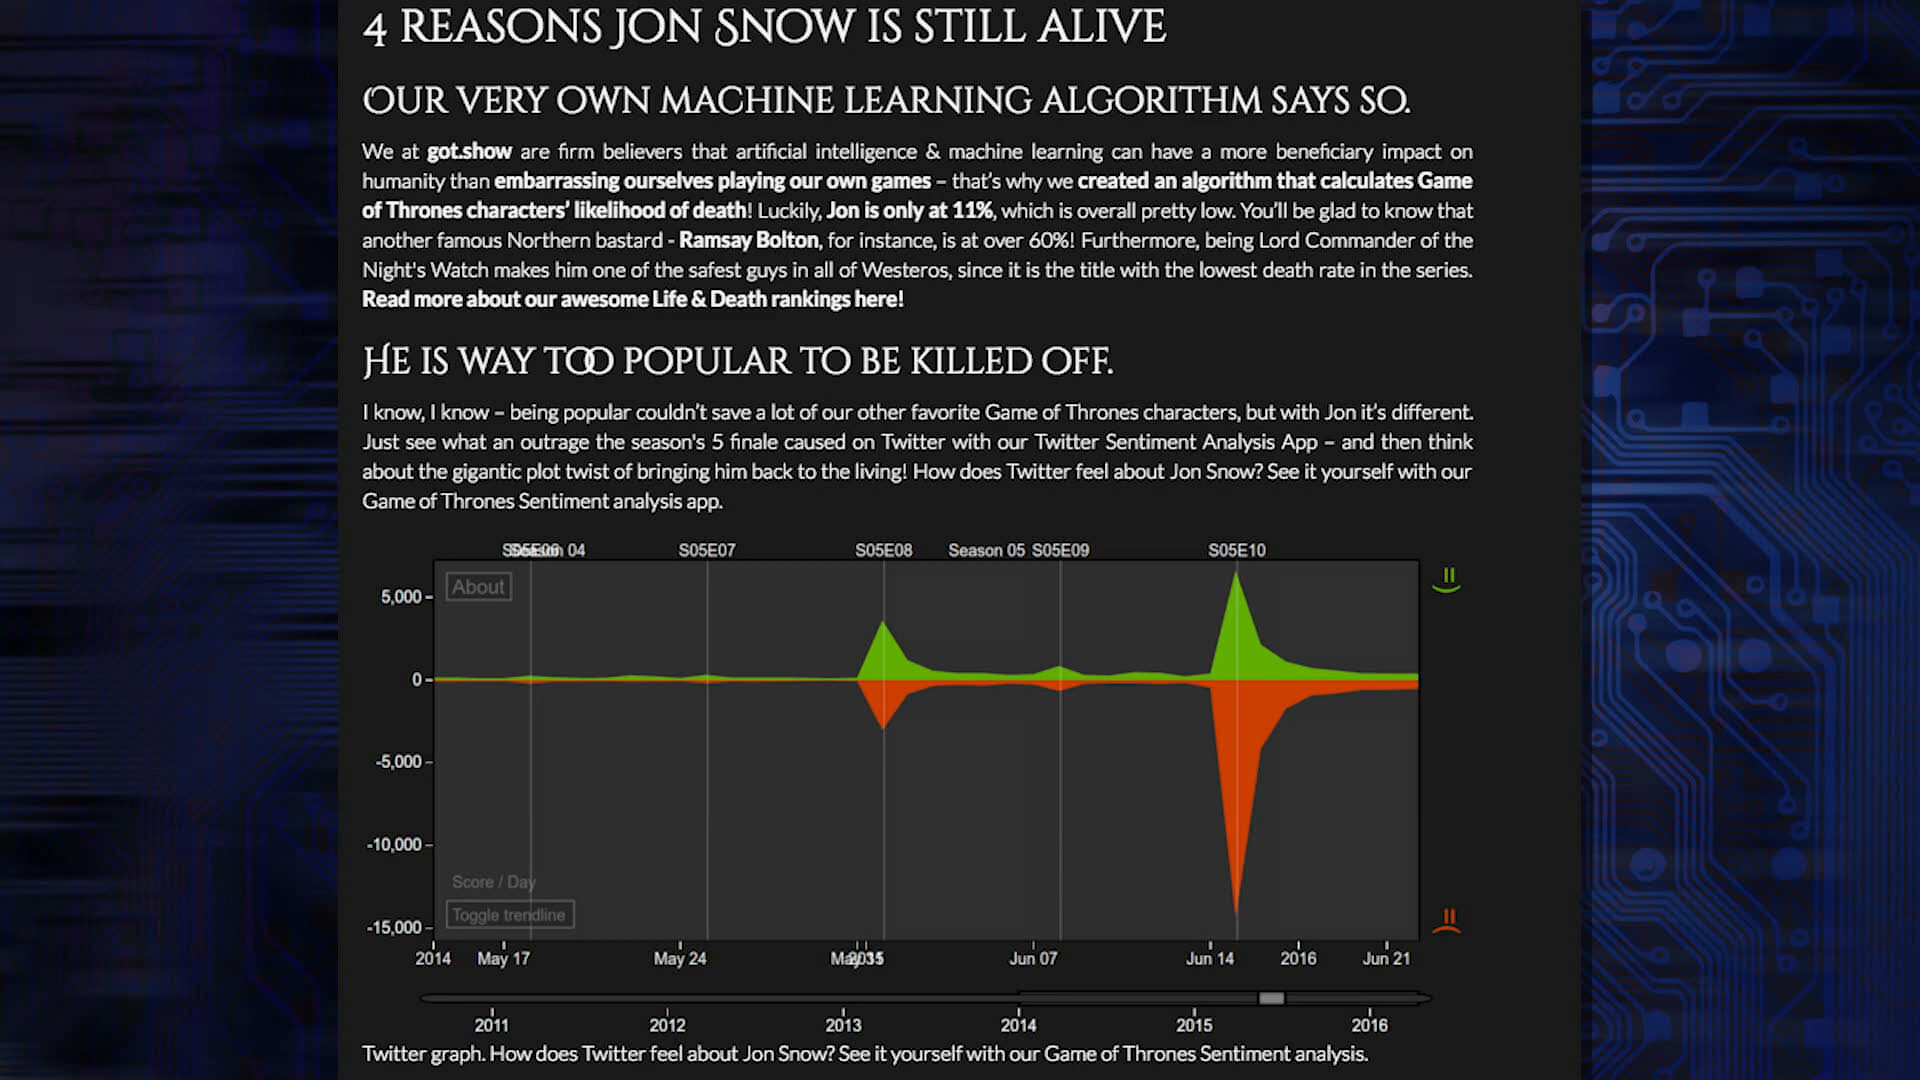 4 REASONS JON SNOW IS STILL ALIVE
OUR VERY OWN MACHINE LEARNING ALGORITHM SAYS SO.
We at got.show are firm believers that artificial intelligence & machine learning can have a more beneficiary impact on
humanity than embarrassing ourselves playing our own games – that's why we created an algorithm that calculates Game
of Thrones characters' likelihood of death! Luckily, Jon is only at 11%, which is overall pretty low. You'll be glad to know that
another famous Northern bastard - Ramsay Bolton, for instance, is at over 60%! Furthermore, being Lord Commander of the
Night's Watch makes him one of the safest guys in all of Westeros, since it is the title with the lowest death rate in the series.
Read more about our awesome Life & Death rankings here!
HE IS WAY TOO POPULAR TO BE KILLED OFF.
I know, I know – being popular couldn't save a lot of our other favorite Game of Thrones characters, but with Jon it's different.
Just see what an outrage the season's 5 finale caused on Twitter with our Twitter Sentiment Analysis App – and then think
about the gigantic plot twist of bringing him back to the living! How does Twitter feel about Jon Snow? See it yourself with our
Game of Thrones Sentiment analysis app.
S05E06 Season 04 S05E07 S05E08 Season 05 S05E09 S05E10
About
5,000
0
-5,000
-10,000
Score / Day
Toggle trendline
-15,000
2014 May 17 May 24 May 31 2015 Jun 07 Jun 14 2016 Jun 21
2011 2012 2013 2014 2015 2016
Twitter graph. How does Twitter feel about Jon Snow? See it yourself with our Game of Thrones Sentiment analysis.